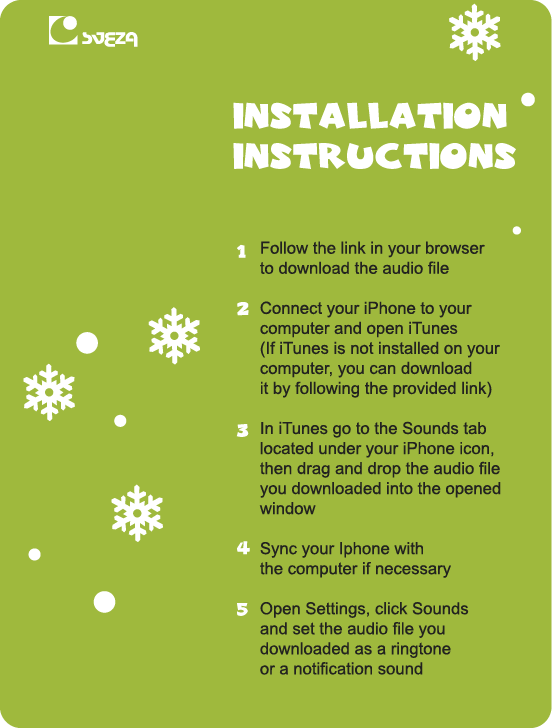 SVEZA
INSTALLATION
INSTRUCTIONS
1 Follow the link in your browser
to download the audio file
2 Connect your iPhone to your
computer and open iTunes
(If iTunes is not installed on your
computer, you can download
it by following the provided link)
3 In iTunes go to the Sounds tab
located under your iPhone icon,
then drag and drop the audio file
you downloaded into the opened
window
4 Sync your Iphone with
the computer if necessary
5 Open Settings, click Sounds
and set the audio file you
downloaded as a ringtone
or a notification sound